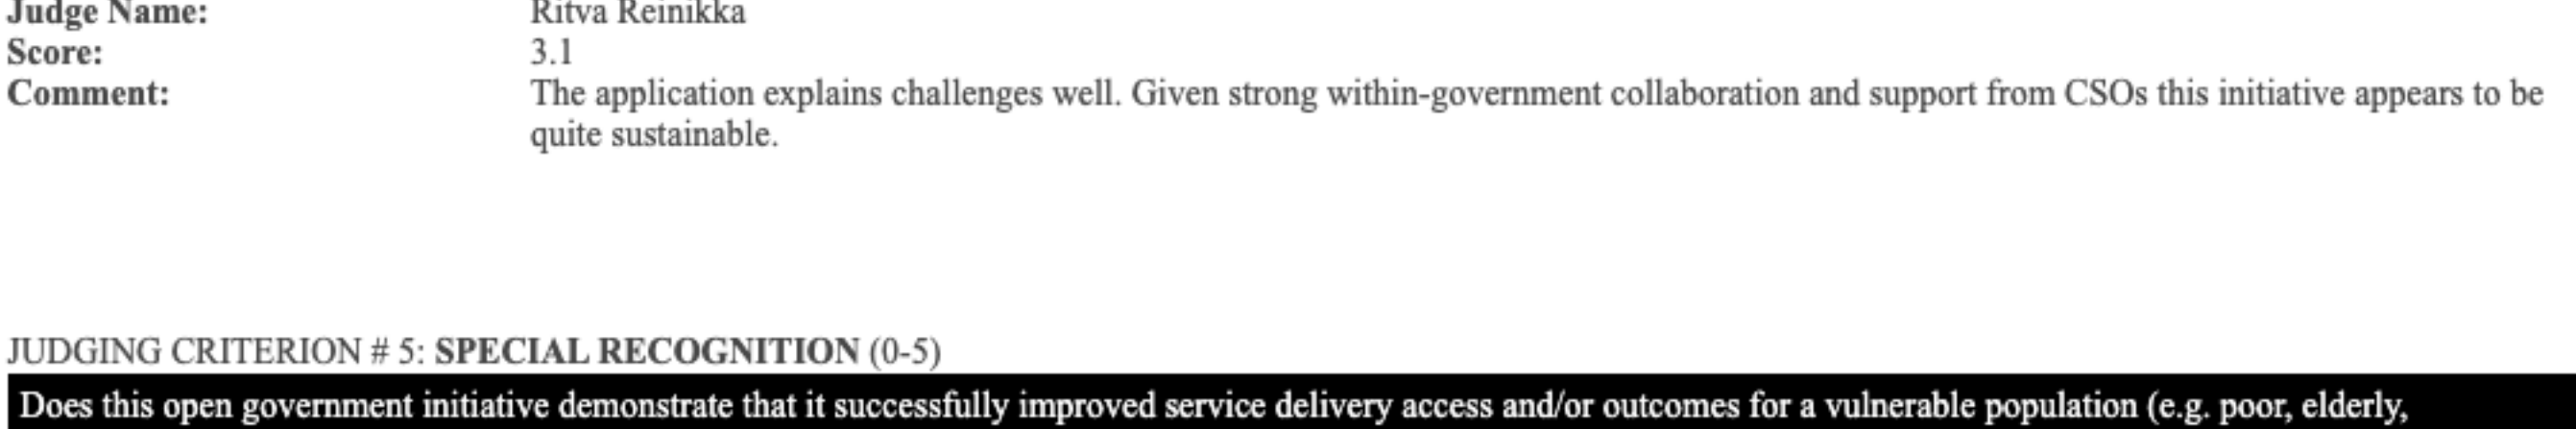 Judge Name: Ritva Reinikka
Score: 3.1
Comment: The application explains challenges well. Given strong within-government collaboration and support from CSOs this initiative appears to be
quite sustainable.
JUDGING CRITERION # 5: SPECIAL RECOGNITION (0-5)
Does this open government initiative demonstrate that it successfully improved service delivery access and/or outcomes for a vulnerable population (e.g. poor, elderly,